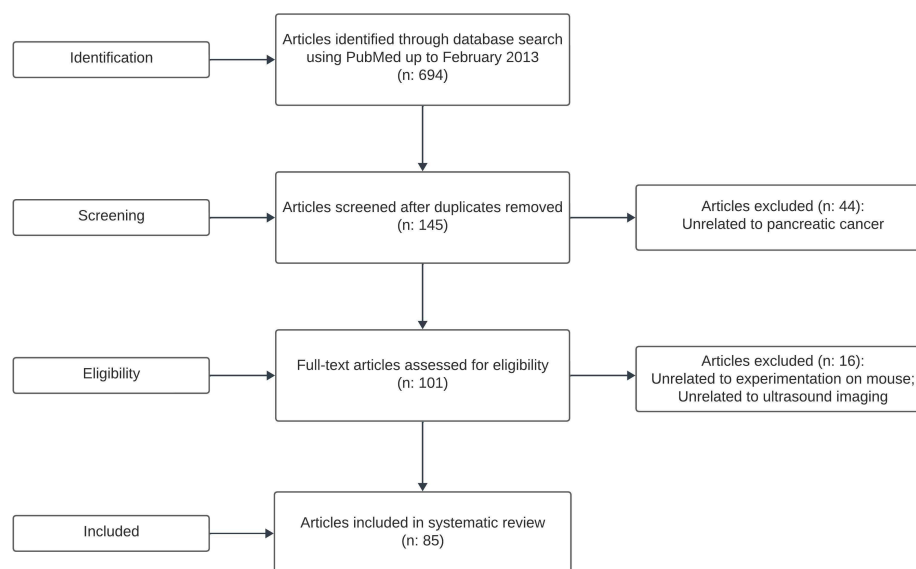 Identification
Articles identified through database search
using PubMed up to February 2013
(n: 694)
Screening
Articles screened after duplicates removed
(n: 145)
Articles excluded (n: 44):
Unrelated to pancreatic cancer
Eligibility
Full-text articles assessed for eligibility
(n: 101)
Articles excluded (n: 16):
Unrelated to experimentation on mouse;
Unrelated to ultrasound imaging
Included
Articles included in systematic review
(n: 85)